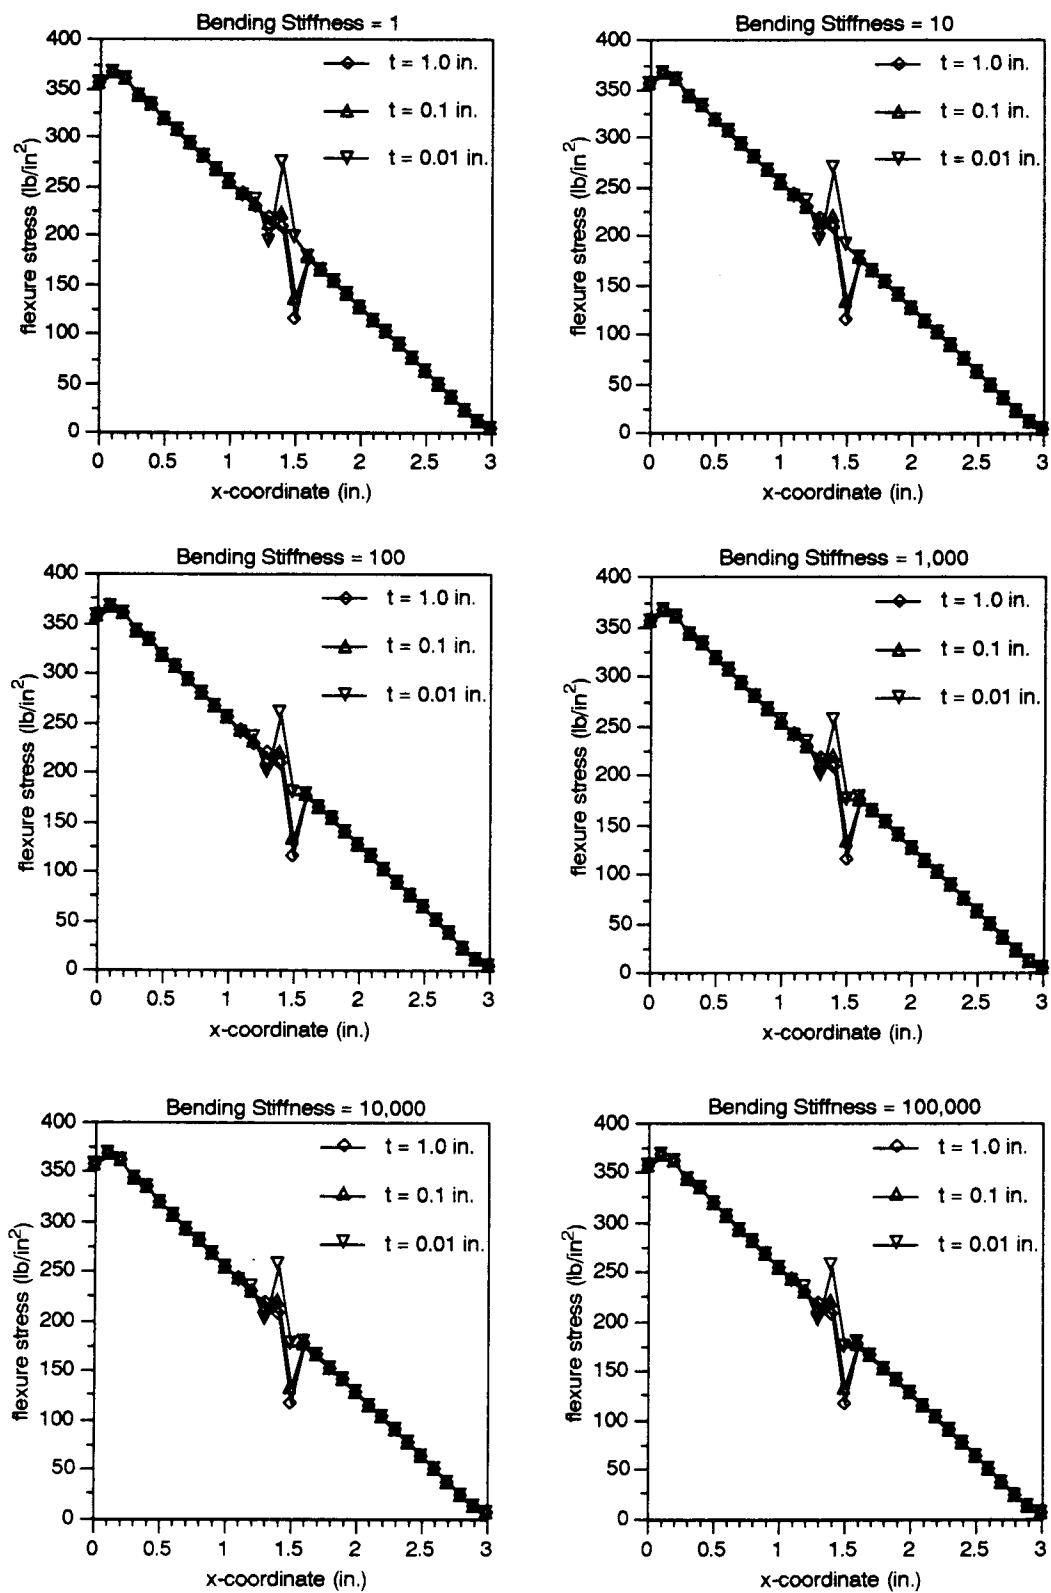 Bending Stiffness = 1
400
350
300
250
200
150
100
50
0
flexure stress (lb/in²)
t = 1.0 in.
t = 0.1 in.
t = 0.01 in.
0 0.5 1 1.5 2 2.5 3
x-coordinate (in.)
Bending Stiffness = 10
400
350
300
250
200
150
100
50
0
flexure stress (lb/in²)
t = 1.0 in.
t = 0.1 in.
t = 0.01 in.
0 0.5 1 1.5 2 2.5 3
x-coordinate (in.)
Bending Stiffness = 100
400
350
300
250
200
150
100
50
0
flexure stress (lb/in²)
t = 1.0 in.
t = 0.1 in.
t = 0.01 in.
0 0.5 1 1.5 2 2.5 3
x-coordinate (in.)
Bending Stiffness = 1,000
400
350
300
250
200
150
100
50
0
flexure stress (lb/in²)
t = 1.0 in.
t = 0.1 in.
t = 0.01 in.
0 0.5 1 1.5 2 2.5 3
x-coordinate (in.)
Bending Stiffness = 10,000
400
350
300
250
200
150
100
50
0
flexure stress (lb/in²)
t = 1.0 in.
t = 0.1 in.
t = 0.01 in.
0 0.5 1 1.5 2 2.5 3
x-coordinate (in.)
Bending Stiffness = 100,000
400
350
300
250
200
150
100
50
0
flexure stress (lb/in²)
t = 1.0 in.
t = 0.1 in.
t = 0.01 in.
0 0.5 1 1.5 2 2.5 3
x-coordinate (in.)